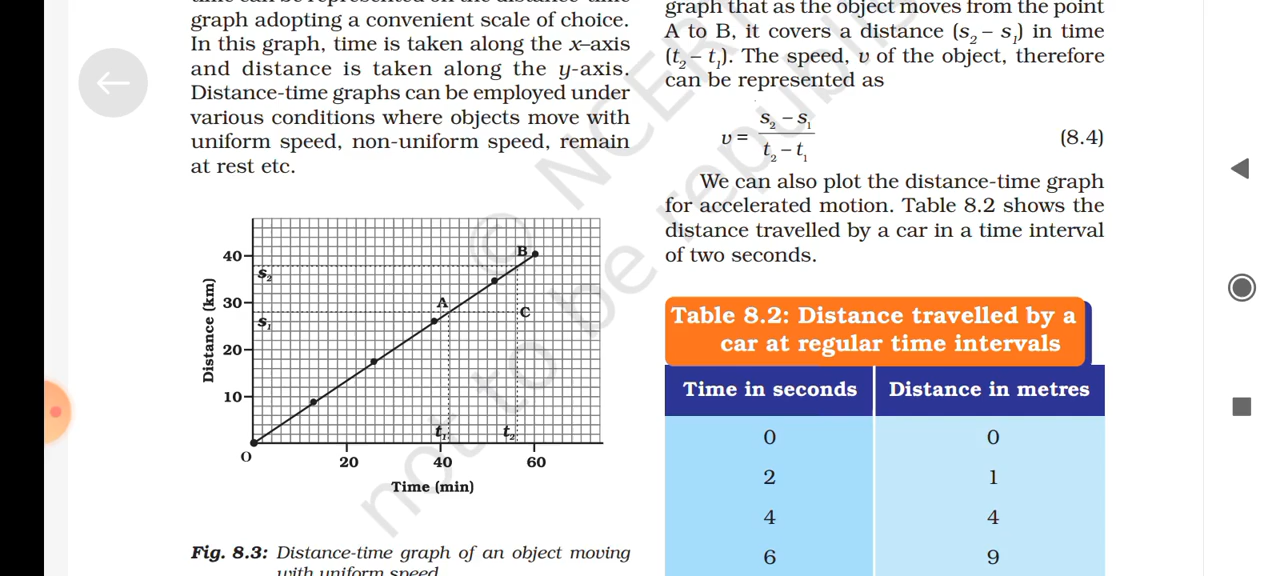 graph adopting a convenient scale of choice.
In this graph, time is taken along the x–axis
and distance is taken along the y-axis.
Distance-time graphs can be employed under
various conditions where objects move with
uniform speed, non-uniform speed, remain
at rest etc.
40
30
20
10
Distance (km)
s2
s1
A
B
C
t1
t2
O
20
40
60
Time (min)
Fig. 8.3: Distance-time graph of an object moving
with uniform speed
graph that as the object moves from the point
A to B, it covers a distance (s2 – s1) in time
(t2 – t1). The speed, v of the object, therefore
can be represented as
v = s2 – s1
t2 – t1
(8.4)
We can also plot the distance-time graph
for accelerated motion. Table 8.2 shows the
distance travelled by a car in a time interval
of two seconds.
Table 8.2: Distance travelled by a
car at regular time intervals
Time in seconds Distance in metres
0 0
2 1
4 4
6 9
© NCERT
not to be republis